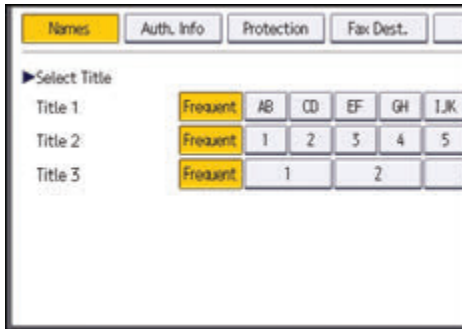 Names Auth. Info Protection Fax Dest.
▶Select Title
Title 1 Frequent AB CD EF GH IJK
Title 2 Frequent 1 2 3 4 5
Title 3 Frequent 1 2